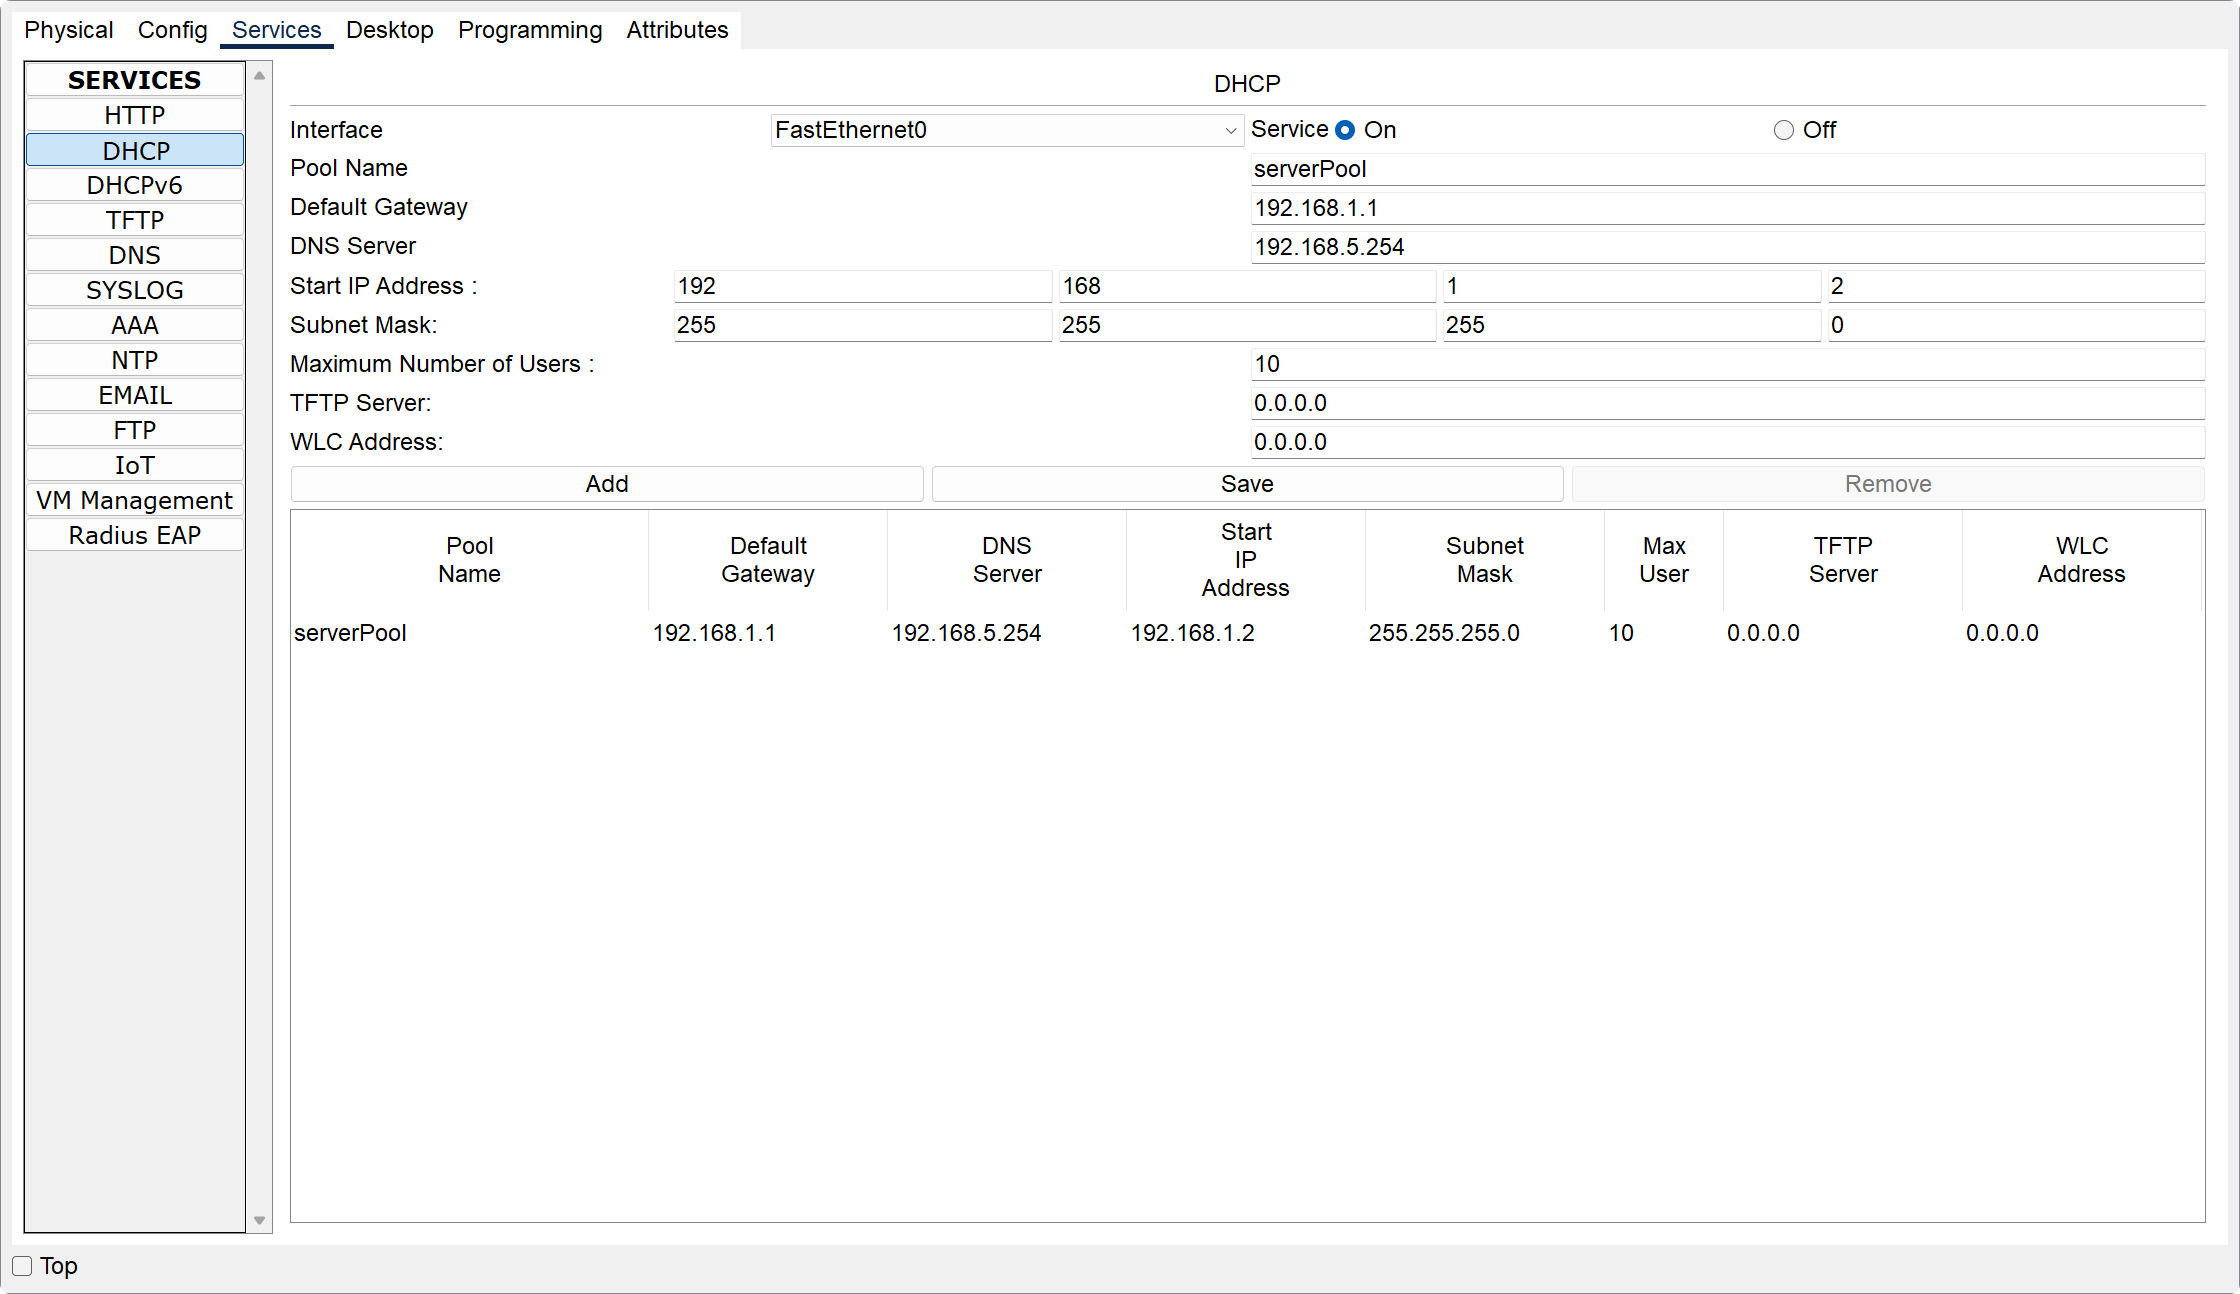 Physical Config Services Desktop Programming Attributes
SERVICES
HTTP
DHCP
DHCPv6
TFTP
DNS
SYSLOG
AAA
NTP
EMAIL
FTP
IoT
VM Management
Radius EAP
DHCP
Interface FastEthernet0 Service On Off
Pool Name serverPool
Default Gateway 192.168.1.1
DNS Server 192.168.5.254
Start IP Address : 192 168 1 2
Subnet Mask: 255 255 255 0
Maximum Number of Users : 10
TFTP Server: 0.0.0.0
WLC Address: 0.0.0.0
Add Save Remove
Pool Name Default Gateway DNS Server Start IP Address Subnet Mask Max User TFTP Server WLC Address
serverPool 192.168.1.1 192.168.5.254 192.168.1.2 255.255.255.0 10 0.0.0.0 0.0.0.0
Top